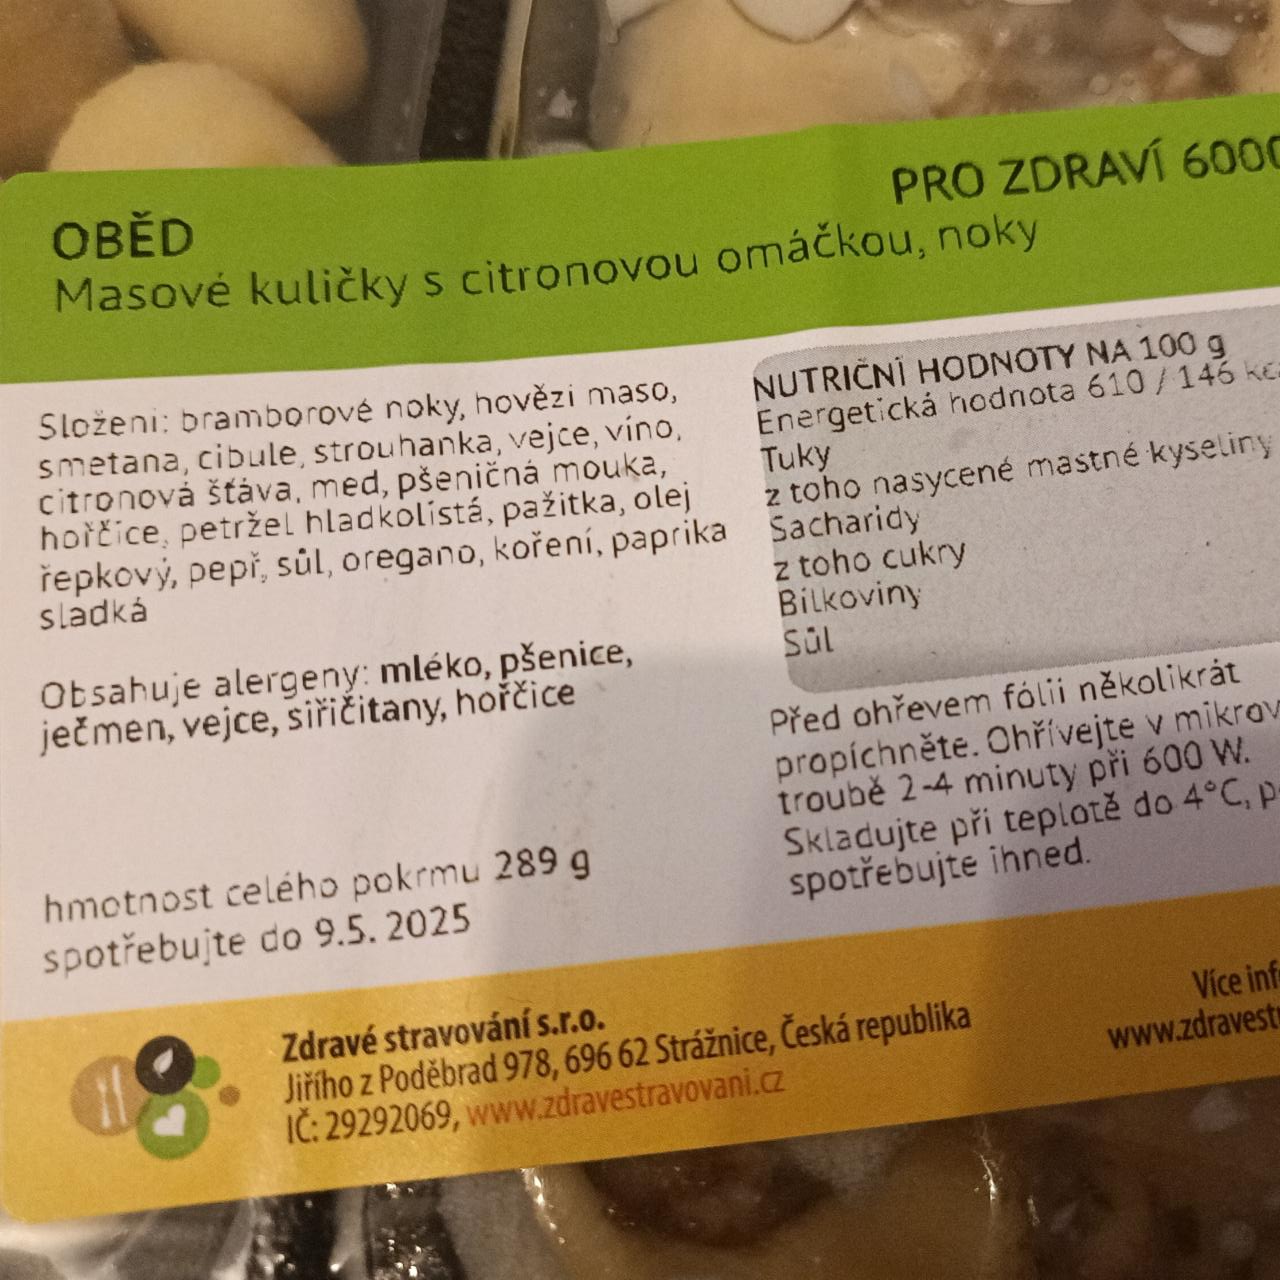 PRO ZDRAVÍ 6000
OBĚD
Masové kuličky s citronovou omáčkou, noky
Složení: bramborové noky, hovězí maso,
smetana, cibule, strouhanka, vejce, víno,
citronová šťáva, med, pšeničná mouka,
hořčice, petržel hladkolistá, pažitka, olej
řepkový, pepř, sůl, oregano, koření, paprika
sladká
Obsahuje alergeny: mléko, pšenice,
ječmen, vejce, siřičitany, hořčice
hmotnost celého pokrmu 289 g
spotřebujte do 9.5. 2025
NUTRIČNÍ HODNOTY NA 100 g
Energetická hodnota 610 / 146
Tuky
z toho nasycené mastné kyseliny
Sacharidy
z toho cukry
Bílkoviny
Sůl
Před ohřevem fólii několikrát
propíchněte. Ohřívejte v mikrov
troubě 2-4 minuty při 600 W.
Skladujte při teplotě do 4°C, p
spotřebujte ihned.
Zdravé stravování s.r.o.
Jiřího z Poděbrad 978, 696 62 Strážnice, Česká republika
IČ: 29292069, www.zdravestravovani.cz
Více inf
www.zdravest